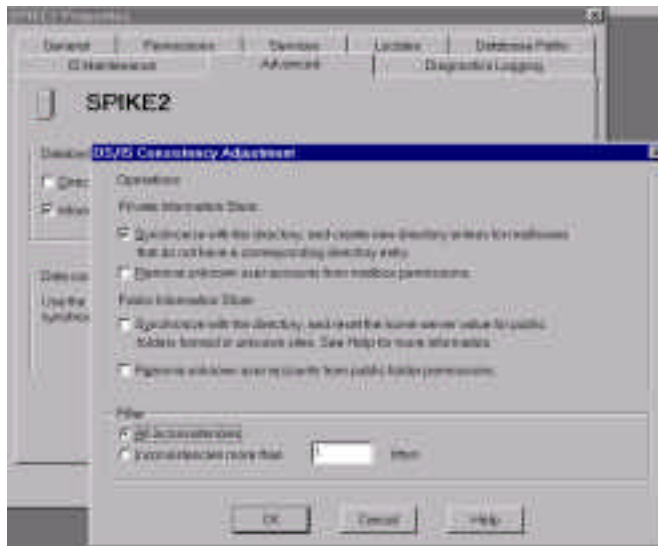 SPIKE2 Properties
General Permissions Services Locales Database Paths
IS Maintenance Advanced Diagnostics Logging
SPIKE2
DS/IS Consistency Adjustment
Operations
Private Information Store
Synchronize with the directory, and create new directory entries for mailboxes
that do not have a corresponding directory entry.
Remove unknown user accounts from mailbox permissions.
Public Information Store
Synchronize with the directory, and reset the home server value for public
folders homed in unknown sites. See Help for more information.
Remove unknown user accounts from public folder permissions.
Filter
All inconsistencies
Inconsistencies more than
OK Cancel Help